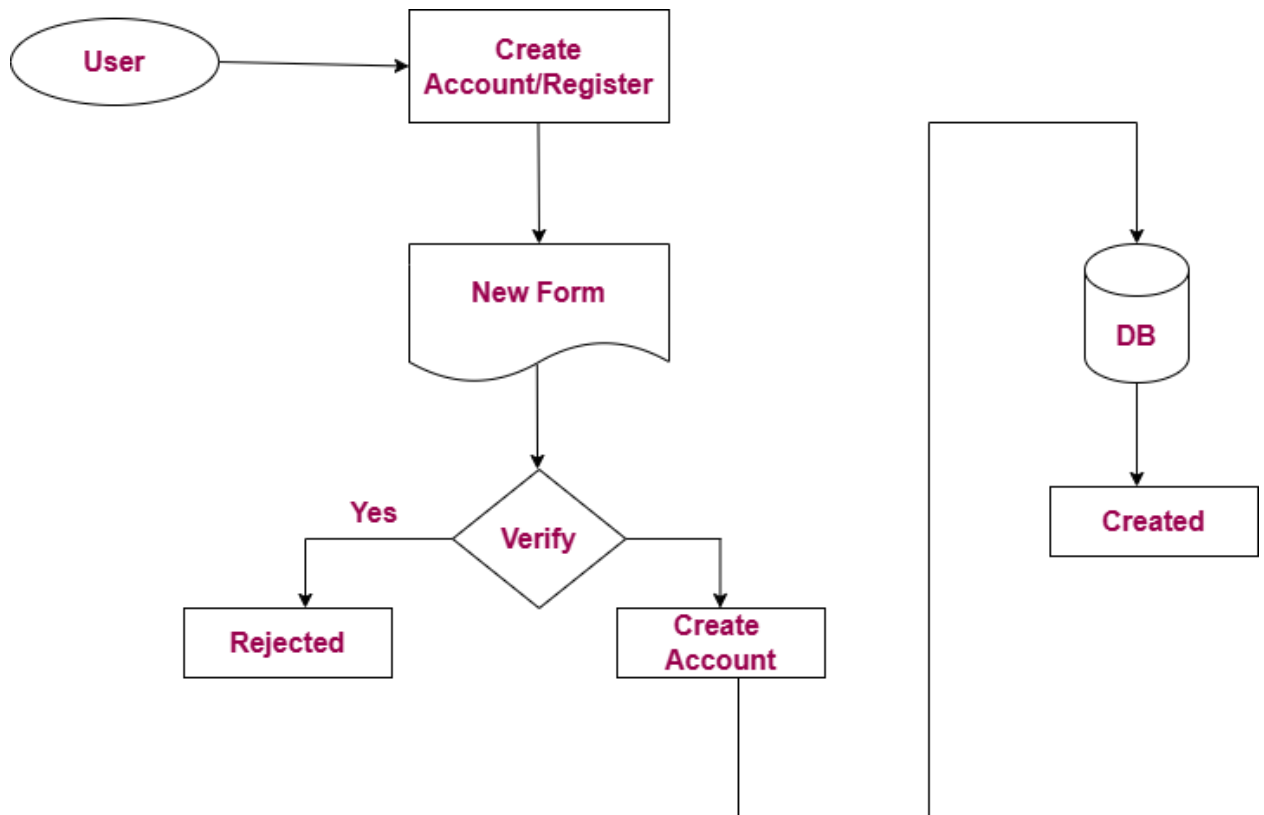 User
Create
Account/Register
New Form
Yes
Verify
Rejected
Create
Account
DB
Created